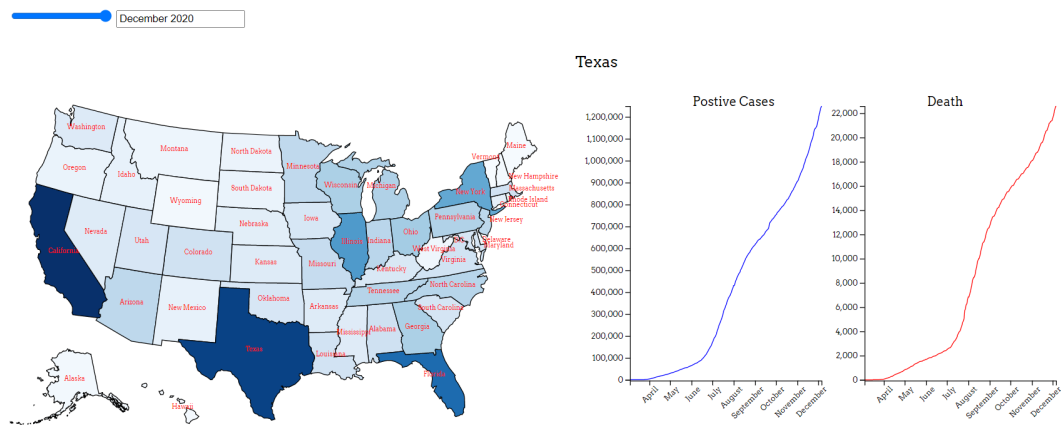 December 2020
Texas
Washington
Oregon
Idaho
Montana
North Dakota
South Dakota
Wyoming
Nebraska
Nevada
Utah
Colorado
Kansas
California
Arizona
New Mexico
Oklahoma
Texas
Minnesota
Iowa
Missouri
Arkansas
Louisiana
Wisconsin
Illinois
Michigan
Indiana
Ohio
Kentucky
Tennessee
Mississippi
Alabama
Georgia
Florida
South Carolina
North Carolina
Virginia
West Virginia
Pennsylvania
New York
Vermont
Maine
New Hampshire
Massachusetts
Rhode Island
Connecticut
New Jersey
Delaware
Maryland
Alaska
Hawaii
Postive Cases
1,200,000
1,100,000
1,000,000
900,000
800,000
700,000
600,000
500,000
400,000
300,000
200,000
100,000
0
April
May
June
July
August
September
October
November
December
Death
22,000
20,000
18,000
16,000
14,000
12,000
10,000
8,000
6,000
4,000
2,000
0
April
May
June
July
August
September
October
November
December